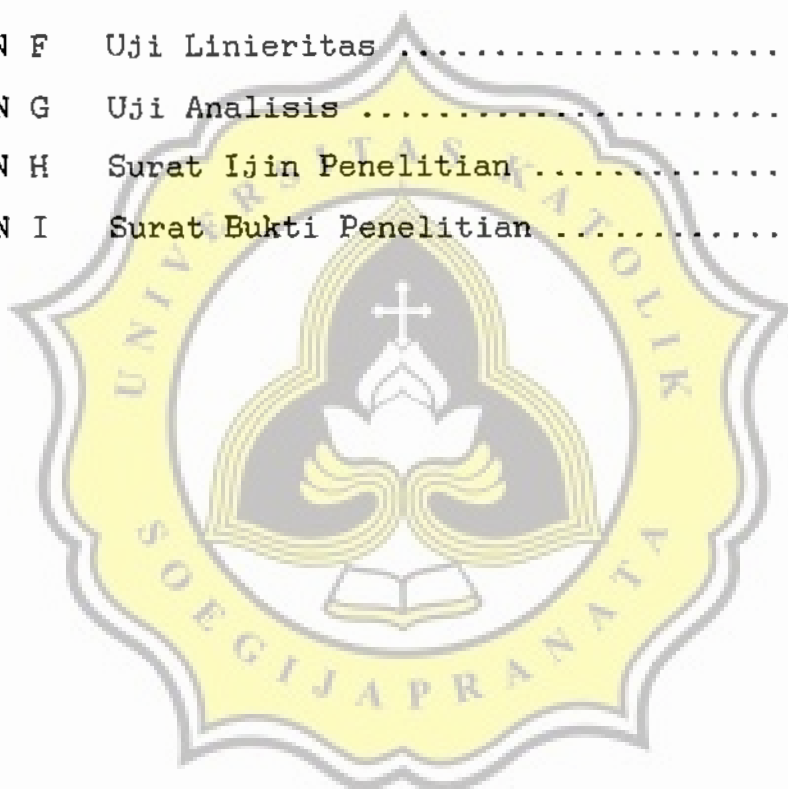 N F Uji Linieritas ....................
N G Uji Analisis ......................
N H Surat Ijin Penelitian .............
N I Surat Bukti Penelitian ............
UNIVERSITAS KATOLIK
SOEGIJAPRANATA